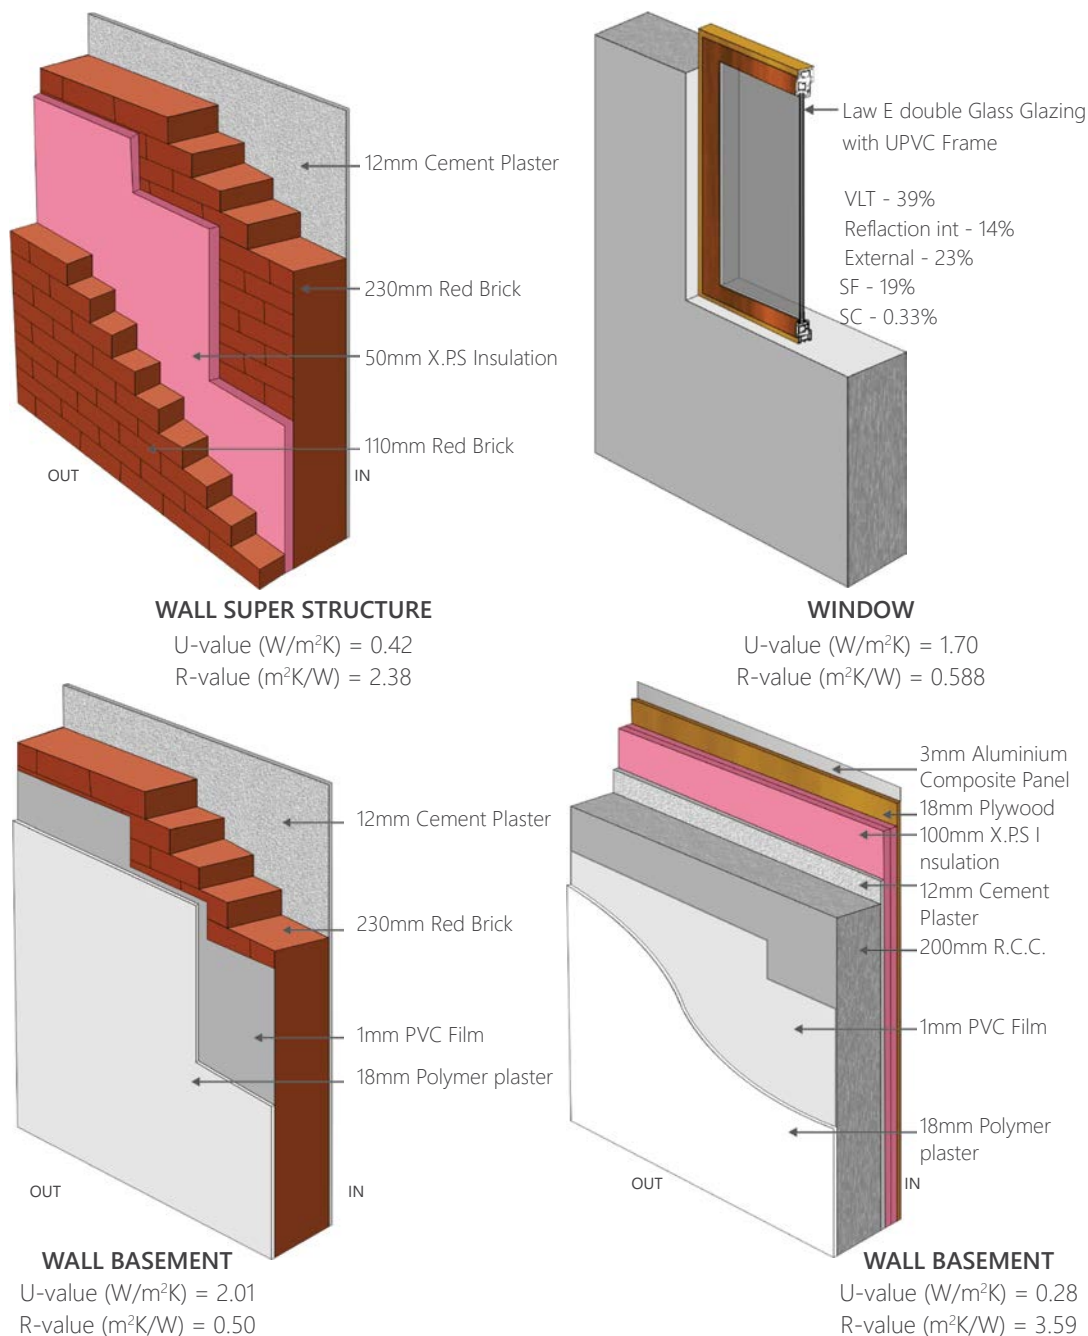 12mm Cement Plaster
230mm Red Brick
50mm X.P.S Insulation
110mm Red Brick
OUT
IN
WALL SUPER STRUCTURE
U-value (W/m²K) = 0.42
R-value (m²K/W) = 2.38
Law E double Glass Glazing
with UPVC Frame
VLT - 39%
Reflaction int - 14%
External - 23%
SF - 19%
SC - 0.33%
WINDOW
U-value (W/m²K) = 1.70
R-value (m²K/W) = 0.588
12mm Cement Plaster
230mm Red Brick
1mm PVC Film
18mm Polymer plaster
OUT
IN
WALL BASEMENT
U-value (W/m²K) = 2.01
R-value (m²K/W) = 0.50
3mm Aluminium
Composite Panel
18mm Plywood
100mm X.P.S I
nsulation
12mm Cement
Plaster
200mm R.C.C.
1mm PVC Film
18mm Polymer
plaster
OUT
IN
WALL BASEMENT
U-value (W/m²K) = 0.28
R-value (m²K/W) = 3.59